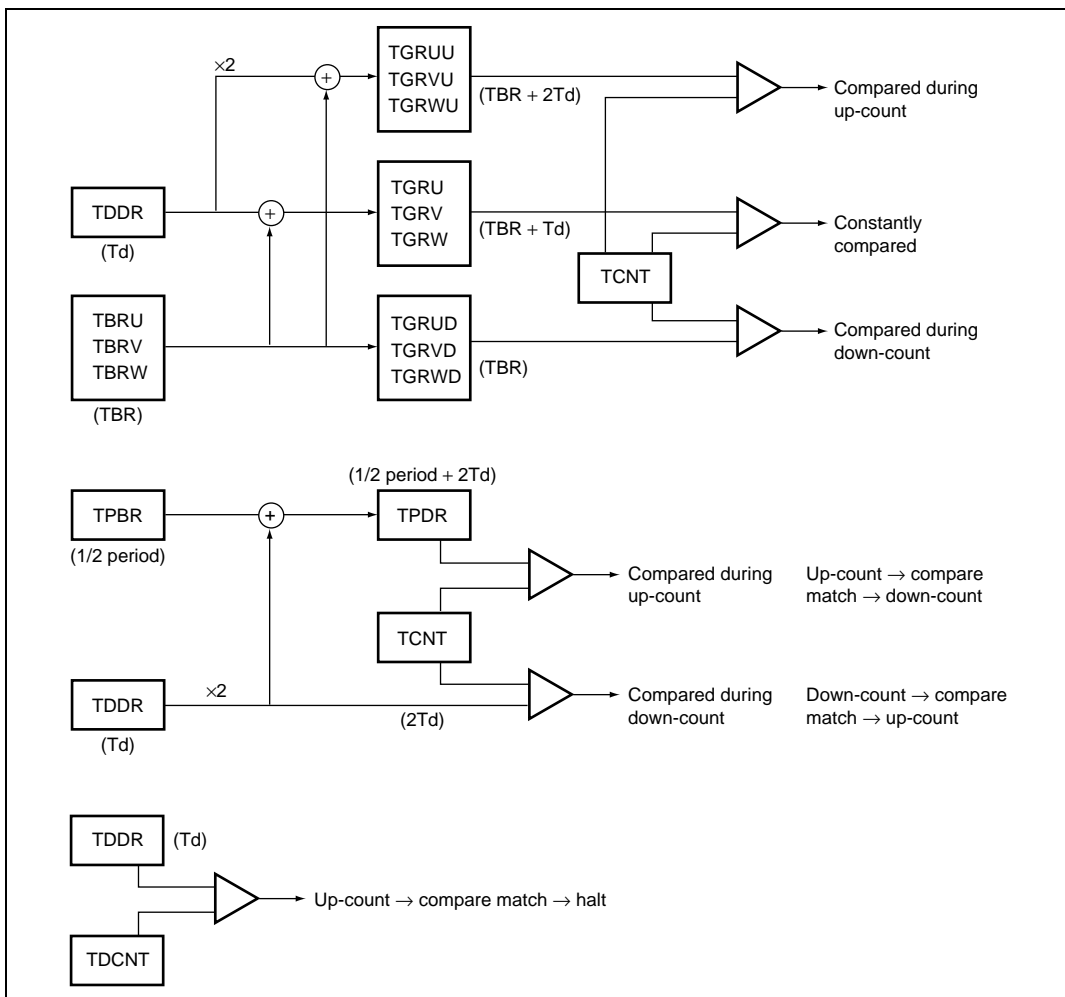 ×2
+
TGRUU
TGRVU
TGRWU
(TBR + 2Td)
Compared during
up-count
TDDR
(Td)
+
TGRU
TGRV
TGRW
(TBR + Td)
Constantly
compared
TCNT
TBRU
TBRV
TBRW
(TBR)
TGRUD
TGRVD
TGRWD
(TBR)
Compared during
down-count
(1/2 period + 2Td)
TPBR
(1/2 period)
+
TPDR
Compared during
up-count
Up-count → compare
match → down-count
TCNT
TDDR
(Td)
×2
(2Td)
Compared during
down-count
Down-count → compare
match → up-count
TDDR
(Td)
Up-count → compare match → halt
TDCNT